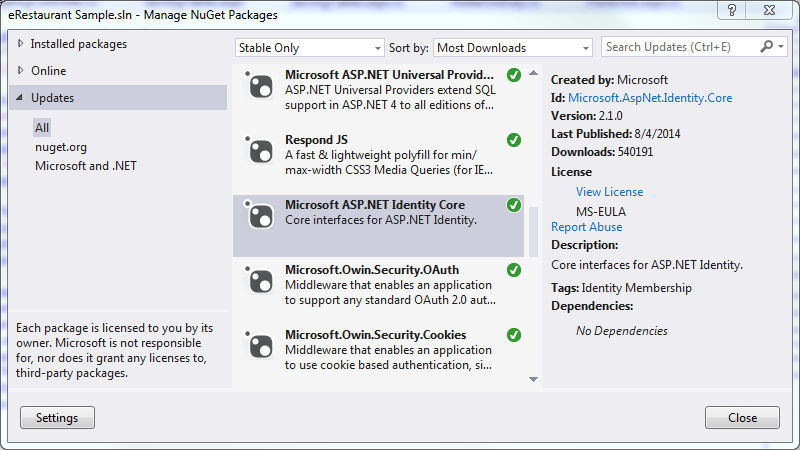 eRestaurant Sample.sln - Manage NuGet Packages
Installed packages
Online
Updates
All
nuget.org
Microsoft and .NET
Each package is licensed to you by its
owner. Microsoft is not responsible
for, nor does it grant any licenses to,
third-party packages.
Settings
Stable Only
Sort by:
Most Downloads
Search Updates (Ctrl+E)
Microsoft ASP.NET Universal Provid...
ASP.NET Universal Providers extend SQL
support in ASP.NET 4 to all editions of...
Respond JS
A fast & lightweight polyfill for min/
max-width CSS3 Media Queries (for IE...
Microsoft ASP.NET Identity Core
Core interfaces for ASP.NET Identity.
Microsoft.Owin.Security.OAuth
Middleware that enables an application
to support any standard OAuth 2.0 aut...
Microsoft.Owin.Security.Cookies
Middleware that enables an application
to use cookie based authentication, si...
Created by: Microsoft
Id: Microsoft.AspNet.Identity.Core
Version: 2.1.0
Last Published: 8/4/2014
Downloads: 540191
License
View License
MS-EULA
Report Abuse
Description:
Core interfaces for ASP.NET Identity.
Tags: Identity Membership
Dependencies:
No Dependencies
Close